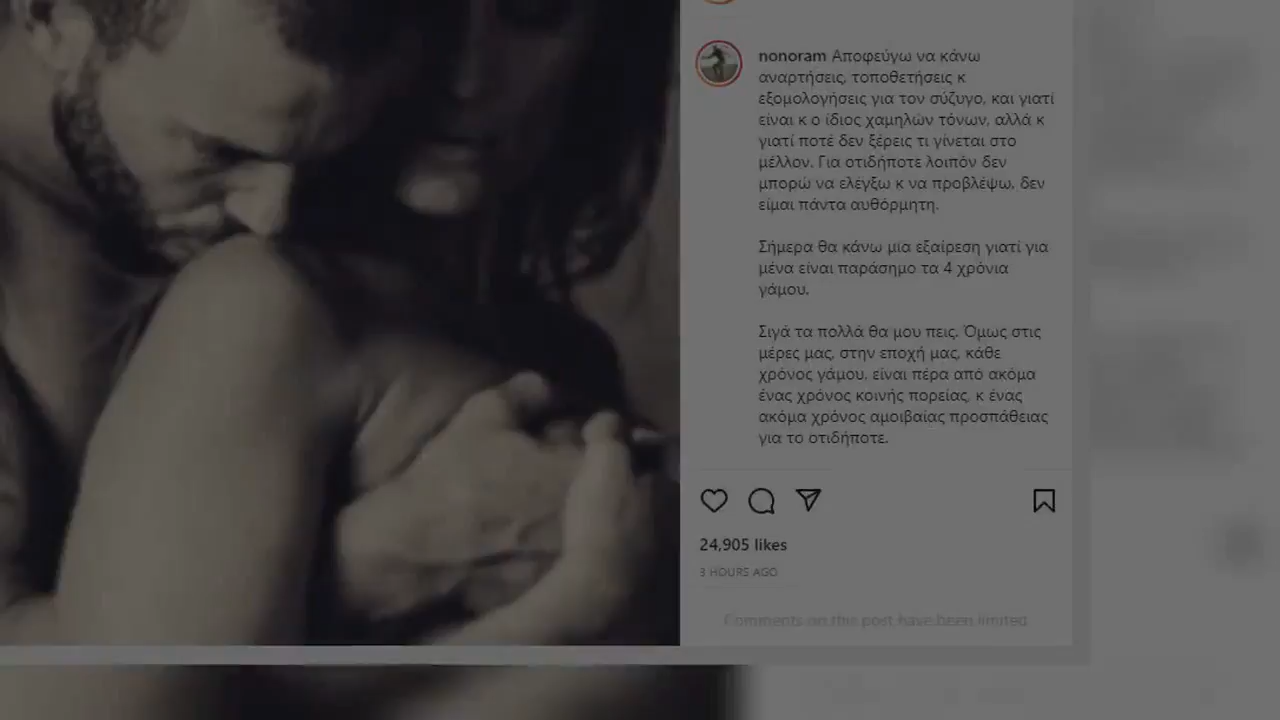 nonoram Αποφεύγω να κάνω
αναρτήσεις, τοποθετήσεις κ
εξομολογήσεις για τον σύζυγο, και γιατί
είναι κ ο ίδιος χαμηλών τόνων, αλλά κ
γιατί ποτέ δεν ξέρεις τι γίνεται στο
μέλλον. Για οτιδήποτε λοιπόν δεν
μπορώ να ελέγξω κ να προβλέψω, δεν
είμαι πάντα αυθόρμητη.
Σήμερα θα κάνω μια εξαίρεση γιατί για
μένα είναι παράσημο τα 4 χρόνια
γάμου.
Σιγά τα πολλά θα μου πεις. Όμως στις
μέρες μας, στην εποχή μας, κάθε
χρόνος γάμου, είναι πέρα από ακόμα
ένας χρόνος κοινής πορείας, κ ένας
ακόμα χρόνος αμοιβαίας προσπάθειας
για το οτιδήποτε.
24,905 likes
3 HOURS AGO
Comments on this post have been limited